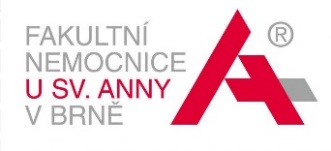 FAKULTNÍ
NEMOCNICE
U SV. ANNY
V BRNĚ
®